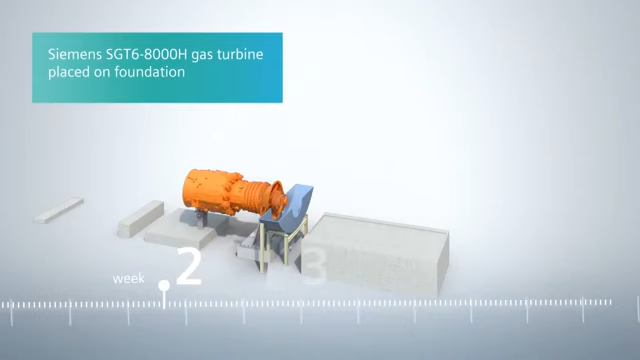 Siemens SGT6-8000H gas turbine
placed on foundation
week 2 3